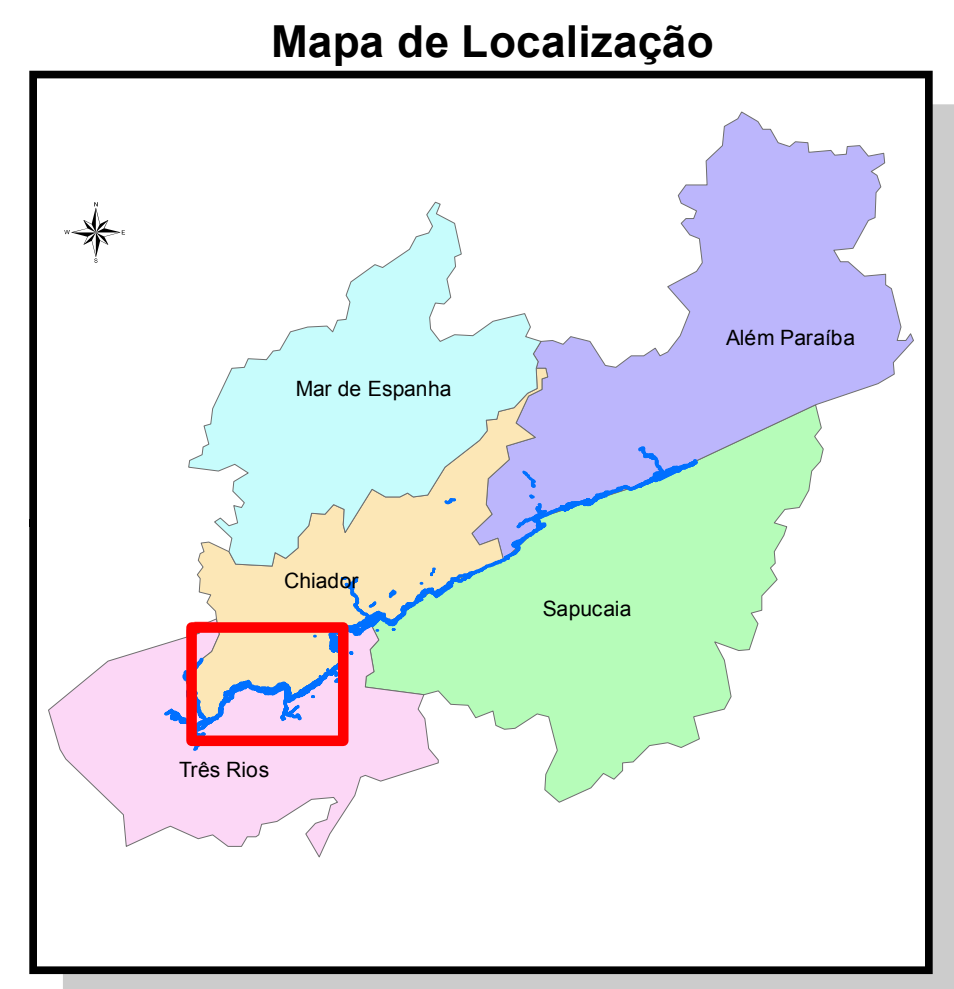 Mapa de Localização
N
W
E
S
Além Paraíba
Mar de Espanha
Chiador
Sapucaia
Três Rios